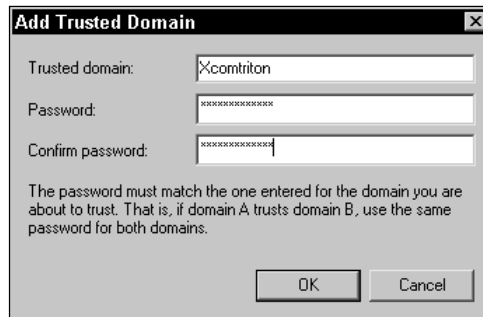 Add Trusted Domain
Trusted domain: Xcomtriton
Password: *************
Confirm password: *************
The password must match the one entered for the domain you are
about to trust. That is, if domain A trusts domain B, use the same
password for both domains.
OK Cancel